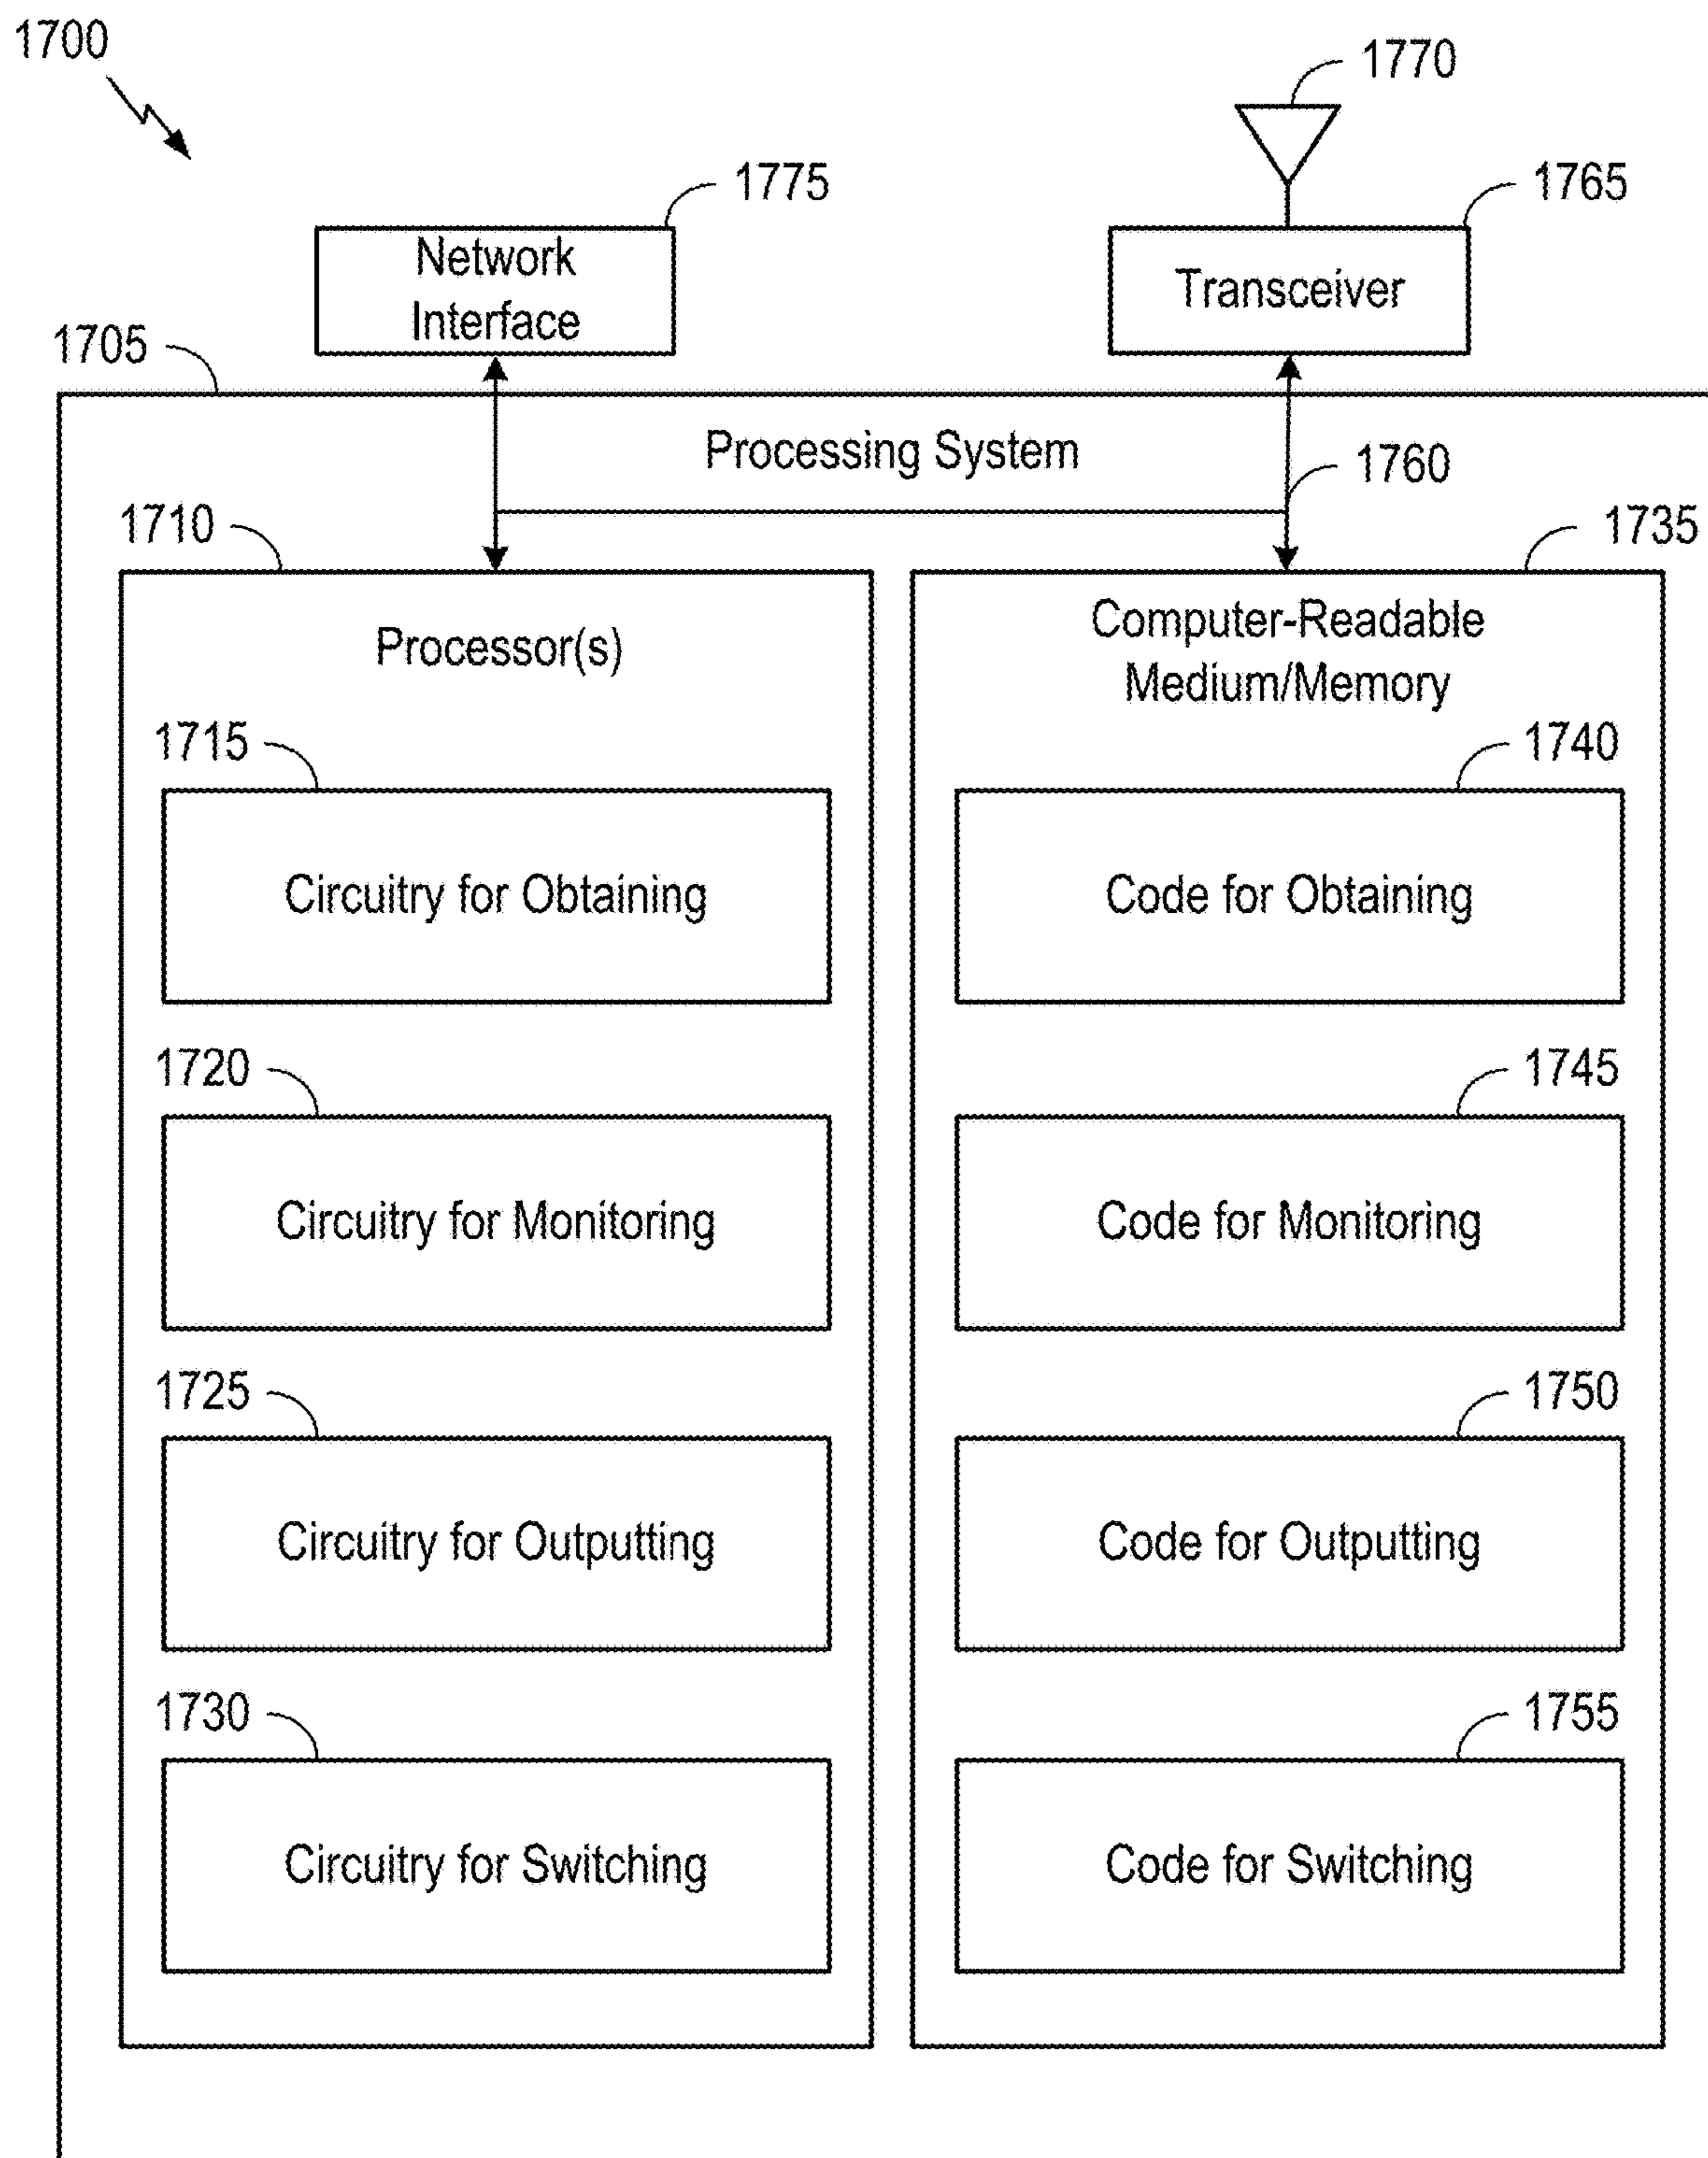 1700
1770
1775
1765
Network
Interface
Transceiver
1705
Processing System
1760
1710
1735
Processor(s)
Computer-Readable
Medium/Memory
1715
1740
Circuitry for Obtaining
Code for Obtaining
1720
1745
Circuitry for Monitoring
Code for Monitoring
1725
1750
Circuitry for Outputting
Code for Outputting
1730
1755
Circuitry for Switching
Code for Switching